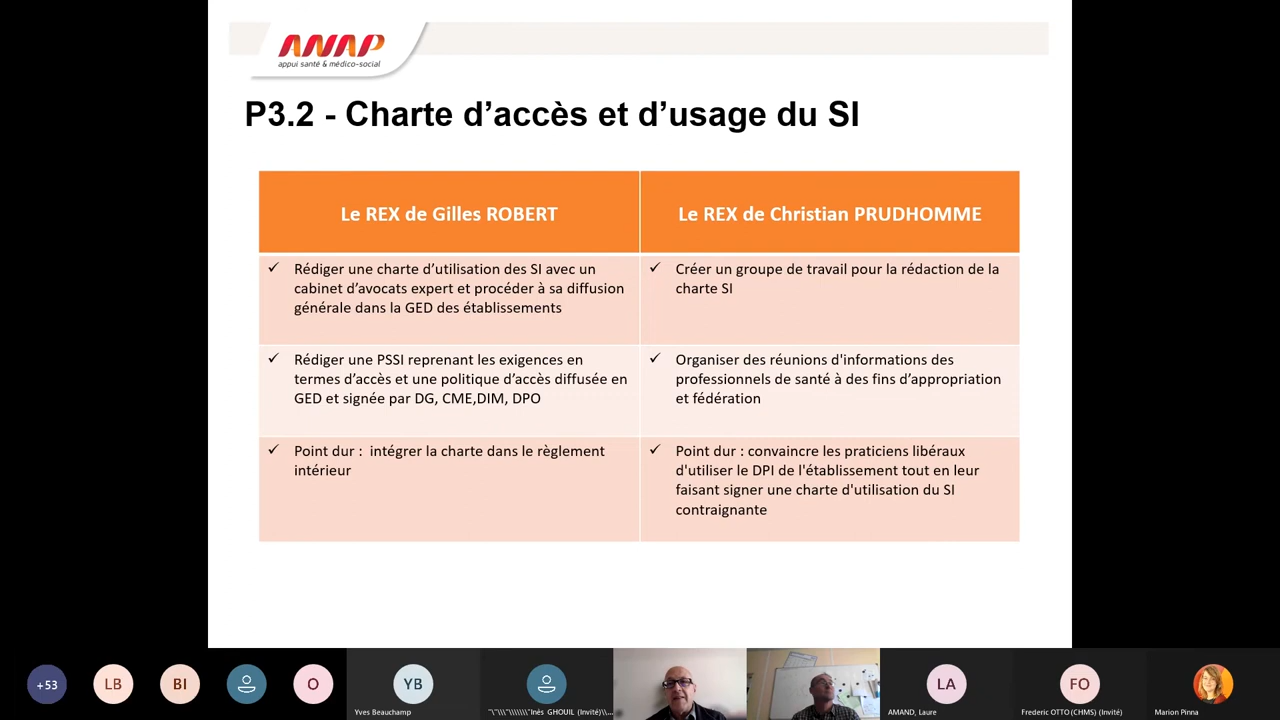 ANAP
appui santé & médico-social
P3.2 - Charte d’accès et d’usage du SI
Le REX de Gilles ROBERT
Le REX de Christian PRUDHOMME
✓ Rédiger une charte d’utilisation des SI avec un
cabinet d’avocats expert et procéder à sa diffusion
générale dans la GED des établissements
✓ Créer un groupe de travail pour la rédaction de la
charte SI
✓ Rédiger une PSSI reprenant les exigences en
termes d’accès et une politique d’accès diffusée en
GED et signée par DG, CME,DIM, DPO
✓ Organiser des réunions d'informations des
professionnels de santé à des fins d’appropriation
et fédération
✓ Point dur : intégrer la charte dans le règlement
intérieur
✓ Point dur : convaincre les praticiens libéraux
d'utiliser le DPI de l'établissement tout en leur
faisant signer une charte d'utilisation du SI
contraignante
+53
LB
BI
O
YB
LA
FO
Yves Beauchamp
"\"\\\"\\\\\\\"Inès GHOUIL (Invité)\\...
AMAND, Laure
Frederic OTTO(CHMS) (Invité)
Marion Pinna